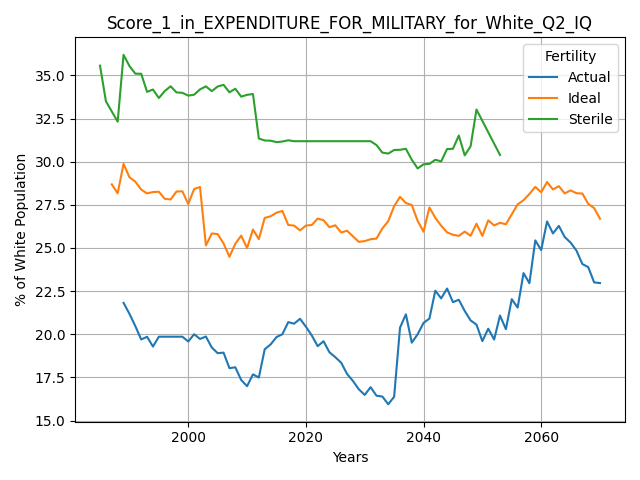 Score_1_in_EXPENDITURE_FOR_MILITARY_for_White_Q2_IQ
Fertility
Actual
Ideal
Sterile
% of White Population
35.0
32.5
30.0
27.5
25.0
22.5
20.0
17.5
15.0
2000
2020
2040
2060
Years